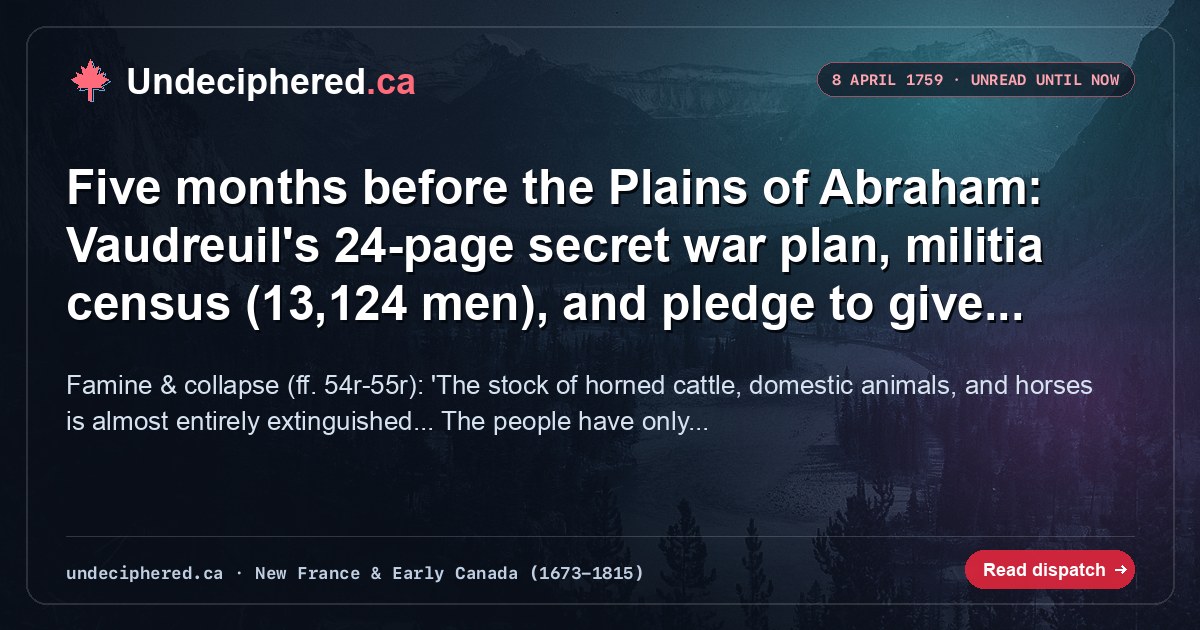 Undeciphered.ca
8 APRIL 1759 · UNREAD UNTIL NOW
Five months before the Plains of Abraham:
Vaudreuil's 24-page secret war plan, militia
census (13,124 men), and pledge to give...
Famine & collapse (ff. 54r-55r): 'The stock of horned cattle, domestic animals, and horses
is almost entirely extinguished... The people have only...
undeciphered.ca · New France & Early Canada (1673–1815)
Read dispatch →